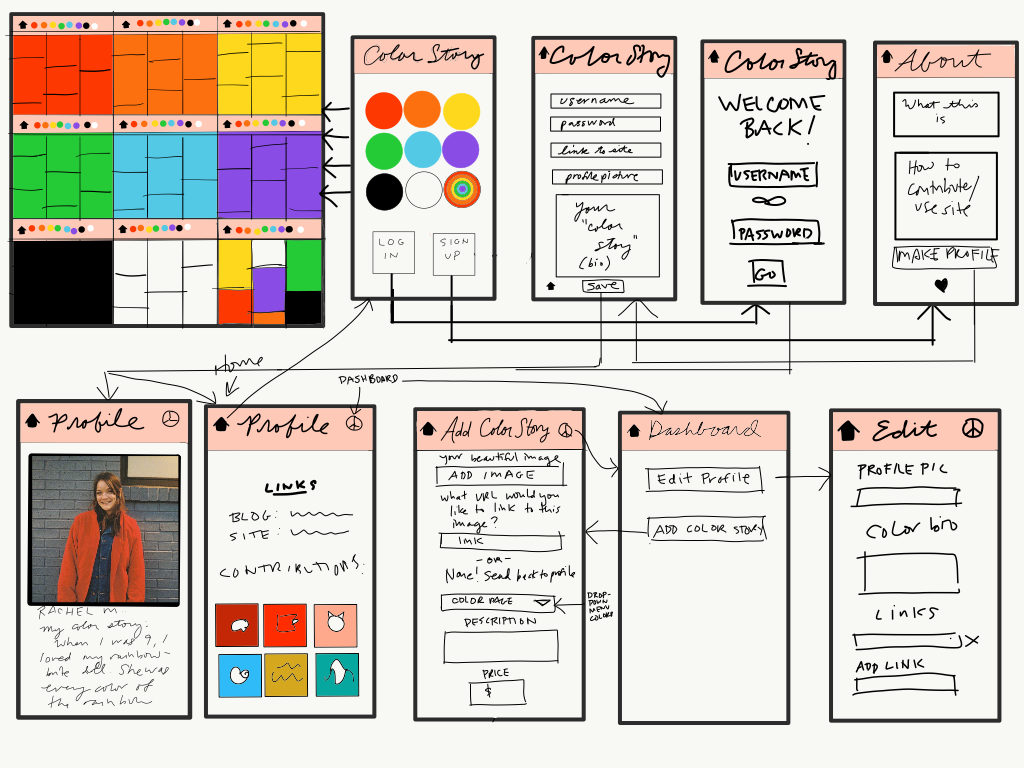 Color Story
LOG
IN
SIGN
UP
Color Story
username
password
link to site
profile picture
your
"color
story"
(bio)
save
Color Story
WELCOME
BACK!
USERNAME
PASSWORD
GO
About
What this
is
How to
contribute/
use site
MAKE PROFILE
Home
DASHBOARD
Profile
RACHEL M.
my color story:
when I was 9, I
loved my rainbow-
brite doll. She was
every color of
the rainbow
Profile
LINKS
BLOG:
SITE:
CONTRIBUTIONS:
Add Color Story
your beautiful image
ADD IMAGE
what URL would you
like to link to this
image?
link
-OR-
None! Send back to profile
COLOR PAGE
DESCRIPTION
PRICE
$
DROP-
DOWN
MENU
COLORS
Dashboard
Edit Profile
ADD COLOR STORY
Edit
PROFILE PIC
Color bio
Links
X
ADD LINK